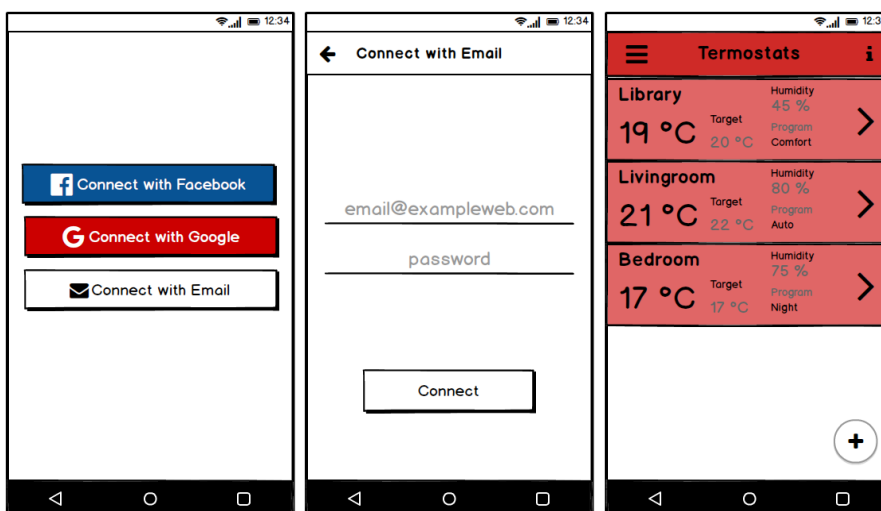 12:34
Connect with Facebook
Connect with Google
Connect with Email
12:34
Connect with Email
email@exampleweb.com
password
Connect
12:3
Termostats
Library
19 °C
Target
20 °C
Humidity
45 %
Program
Comfort
Livingroom
21 °C
Target
22 °C
Humidity
80 %
Program
Auto
Bedroom
17 °C
Target
17 °C
Humidity
75 %
Program
Night